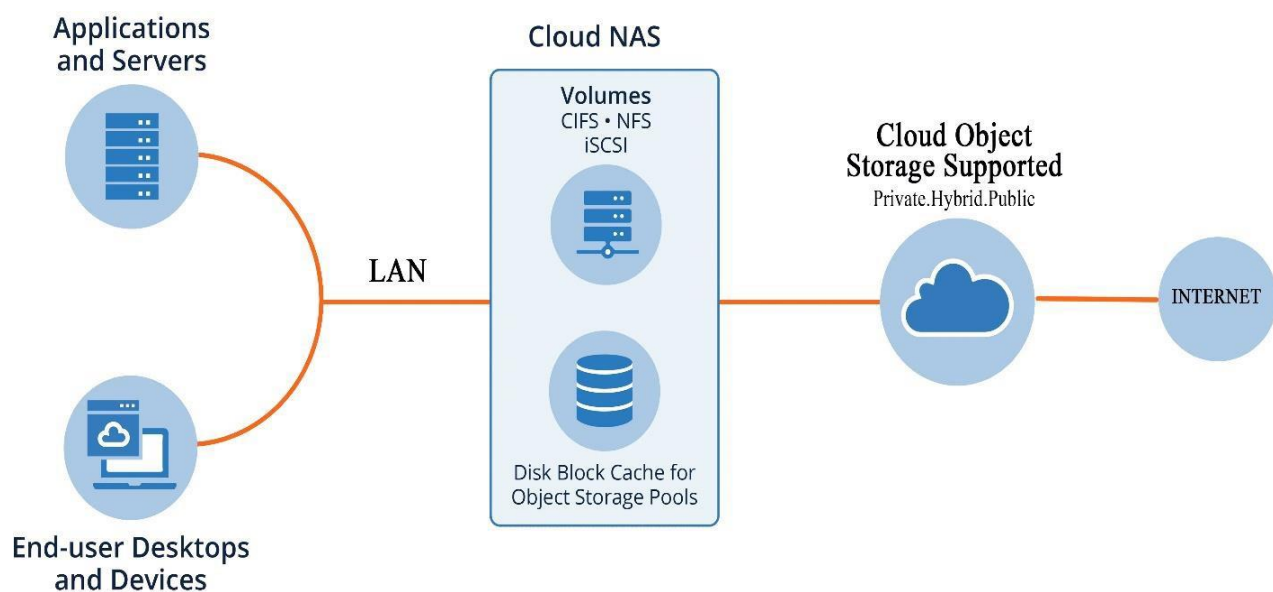 Applications
and Servers
Cloud NAS
Volumes
CIFS • NFS
iSCSI
Cloud Object
Storage Supported
Private.Hybrid.Public
LAN
INTERNET
Disk Block Cache for
Object Storage Pools
End-user Desktops
and Devices